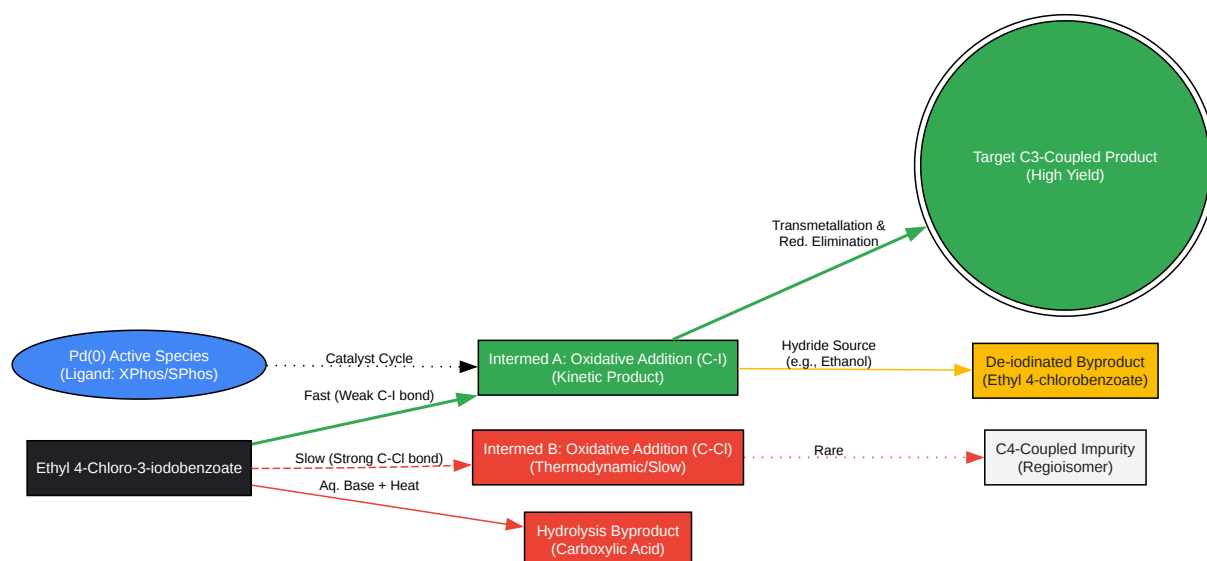 Target C3-Coupled Product
(High Yield)
Transmetallation &
Red. Elimination
Pd(0) Active Species
(Ligand: XPhos/SPhos)
Catalyst Cycle
Intermed A: Oxidative Addition (C-I)
(Kinetic Product)
Hydride Source
(e.g., Ethanol)
De-iodinated Byproduct
(Ethyl 4-chlorobenzoate)
Fast (Weak C-I bond)
Ethyl 4-Chloro-3-iodobenzoate
Slow (Strong C-Cl bond)
Intermed B: Oxidative Addition (C-Cl)
(Thermodynamic/Slow)
Rare
C4-Coupled Impurity
(Regioisomer)
Aq. Base + Heat
Hydrolysis Byproduct
(Carboxylic Acid)